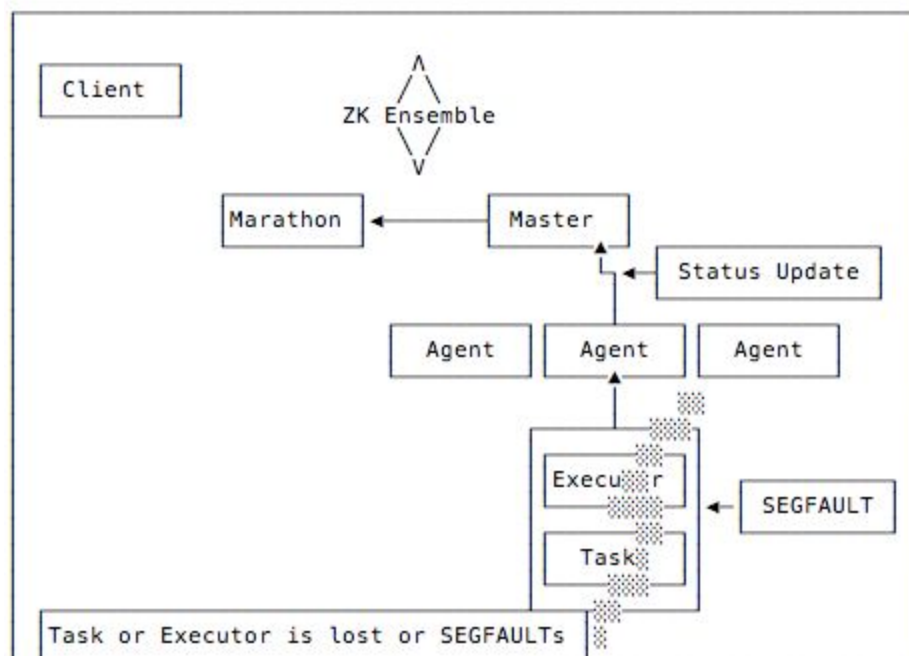 Client
ZK Ensemble
Marathon
Master
Status Update
Agent
Agent
Agent
SEGFAULT
Task
Task or Executor is lost or SEGFAULTs